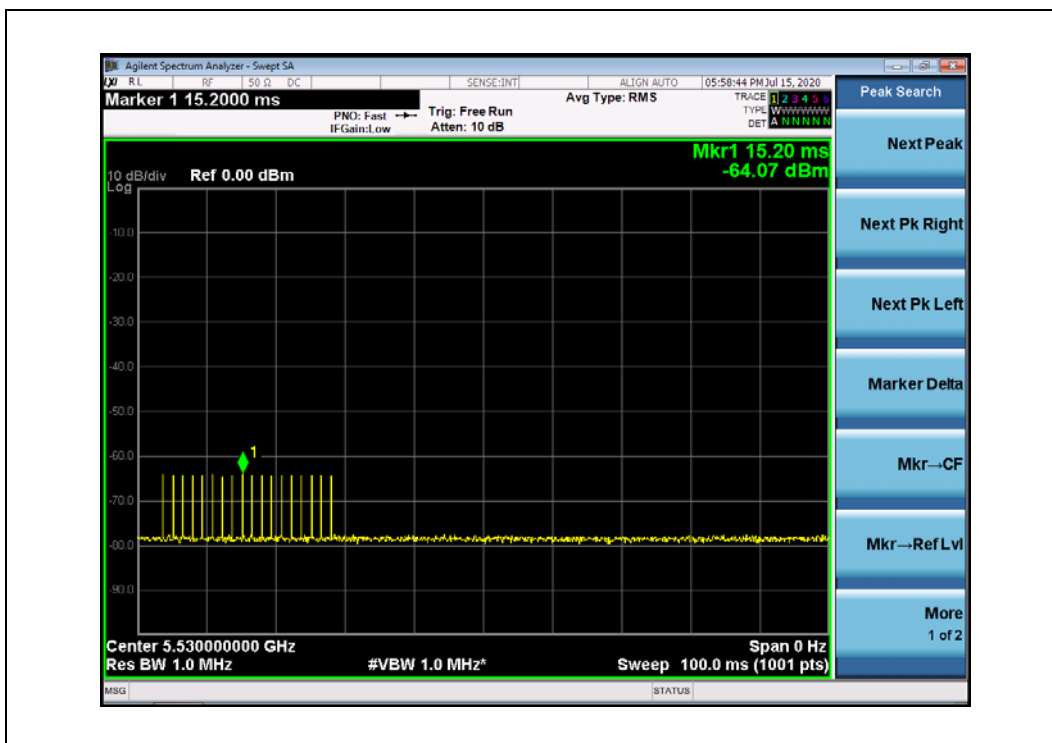 Agilent Spectrum Analyzer - Swept SA
LXI RL RF 50 Ω DC SENSE:INT ALIGN AUTO 05:58:44 PM Jul 15, 2020
Marker 1 15.2000 ms
PNO: Fast
IFGain:Low
Trig: Free Run
Atten: 10 dB
Avg Type: RMS
TRACE 1 2 3 4 5 6
TYPE WWWWWW
DET A N N N N N
Mkr1 15.20 ms
-64.07 dBm
10 dB/div Ref 0.00 dBm
Log
-10.0
-20.0
-30.0
-40.0
-50.0
-60.0
-70.0
-80.0
-90.0
1
Center 5.530000000 GHz Span 0 Hz
Res BW 1.0 MHz #VBW 1.0 MHz* Sweep 100.0 ms (1001 pts)
MSG STATUS
Peak Search
Next Peak
Next Pk Right
Next Pk Left
Marker Delta
Mkr→CF
Mkr→Ref Lvl
More
1 of 2